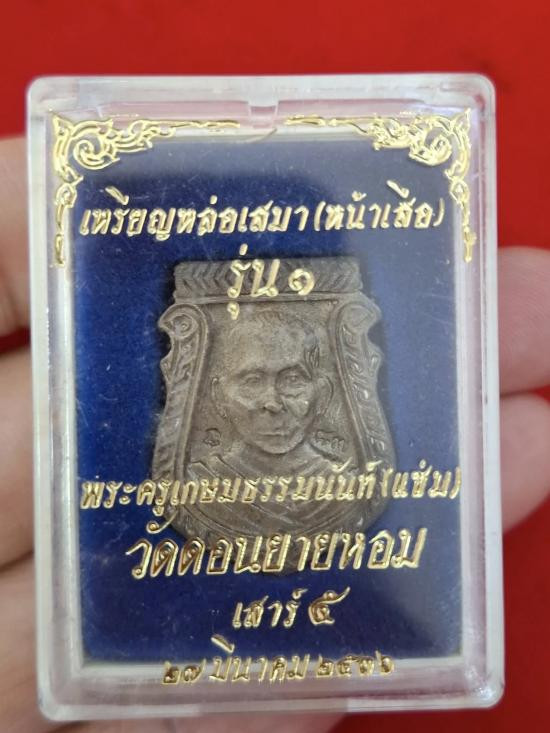 เหรียญหล่อเสมา(หน้าเสือ)
รุ่น ๑
พระครูเกษมธรรมนันท์(แช่ม)
วัดดอนยายหอม
เสาร์ ๕
๒๗ มีนาคม ๒๕๓๖